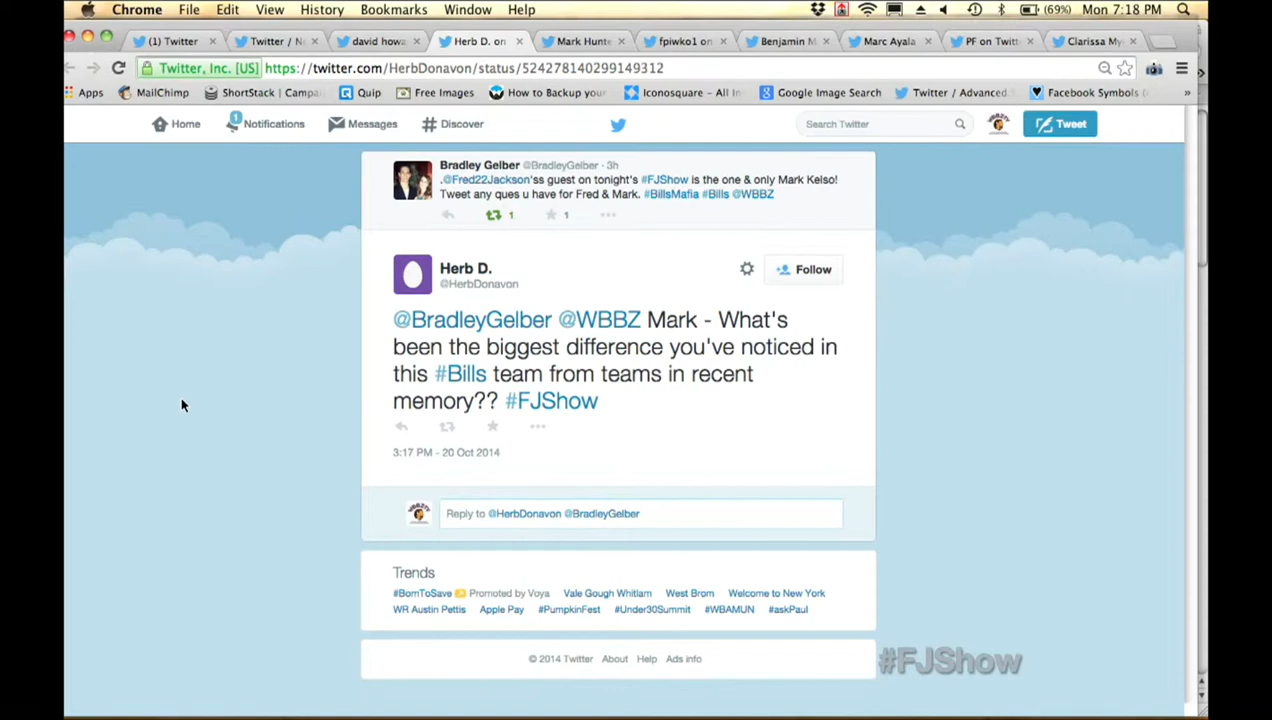 Chrome File Edit View History Bookmarks Window Help (69%) Mon 7:18 PM
(1) Twitter Twitter / N david howa Herb D. on Mark Hunte fpiwko1 on Benjamin M Marc Ayala PF on Twitt Clarissa My
Twitter, Inc. [US] https://twitter.com/HerbDonavon/status/524278140299149312
Apps MailChimp ShortStack | Campai Quip Free Images How to Backup your Iconosquare – All In Google Image Search Twitter / Advanced Facebook Symbols ( »
Home 1 Notifications Messages Discover Search Twitter Tweet
Bradley Gelber @BradleyGelber · 3h
.@Fred22Jackson'ss guest on tonight's #FJShow is the one & only Mark Kelso!
Tweet any ques u have for Fred & Mark. #BillsMafia #Bills @WBBZ
1 1
Herb D.
@HerbDonavon
Follow
@BradleyGelber @WBBZ Mark - What's
been the biggest difference you've noticed in
this #Bills team from teams in recent
memory?? #FJShow
3:17 PM - 20 Oct 2014
Reply to @HerbDonavon @BradleyGelber
Trends
#BornToSave Promoted by Voya Vale Gough Whitlam West Brom Welcome to New York
WR Austin Pettis Apple Pay #PumpkinFest #Under30Summit #WBAMUN #askPaul
© 2014 Twitter About Help Ads info
#FJShow